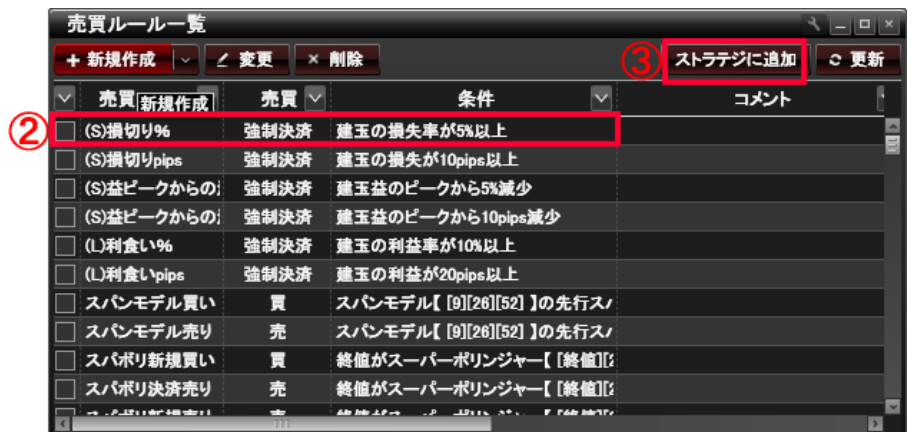 売買ルール一覧
+ 新規作成 変更 × 削除 ③ ストラテジに追加 更新
売買 新規作成 売買 条件 コメント
② (S)損切り% 強制決済 建玉の損失率が5%以上
(S)損切りpips 強制決済 建玉の損失が10pips以上
(S)益ピークからの 強制決済 建玉益のピークから5%減少
(S)益ピークからの 強制決済 建玉益のピークから10pips減少
(L)利食い% 強制決済 建玉の利益率が10%以上
(L)利食いpips 強制決済 建玉の利益が20pips以上
スパンモデル買い 買 スパンモデル【 [9][26][52] 】の先行ス
スパンモデル売り 売 スパンモデル【 [9][26][52] 】の先行ス
スパボリ新規買い 買 終値がスーパーボリンジャー【 [終値][2
スパボリ決済売り 売 終値がスーパーボリンジャー【 [終値][2